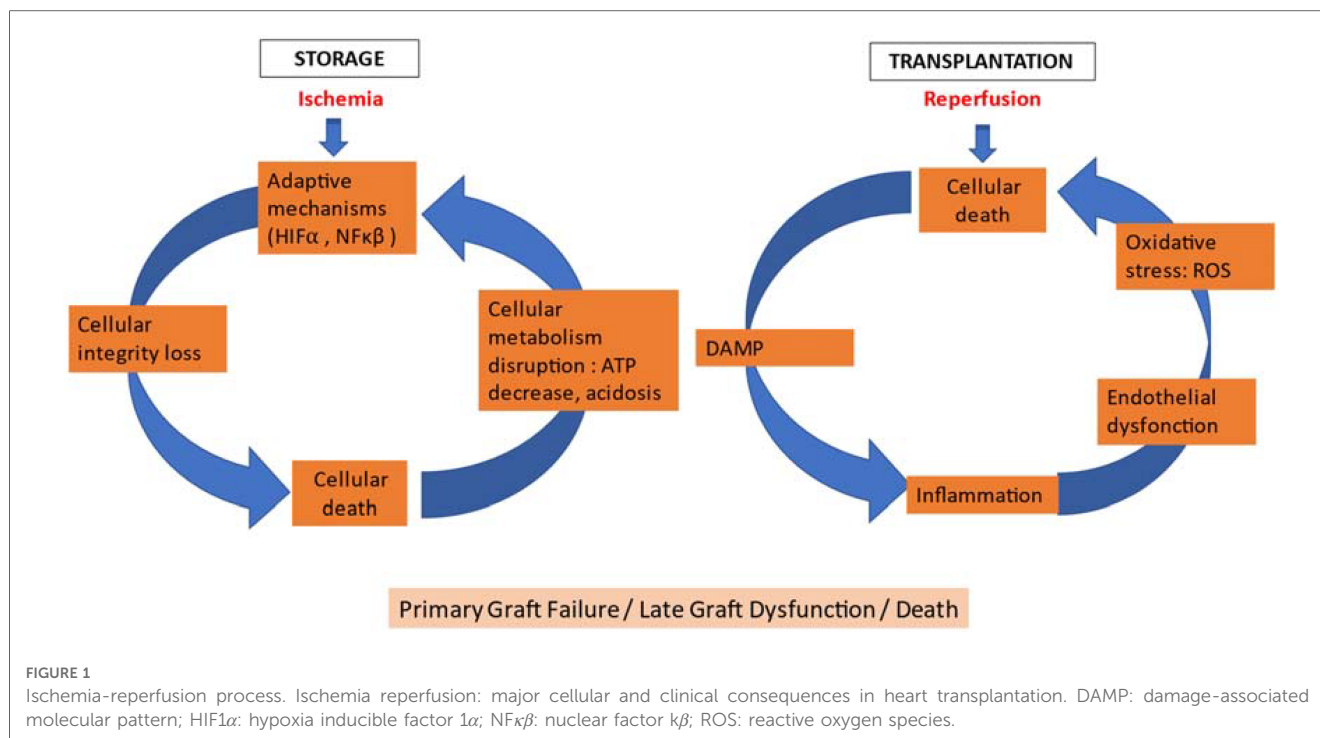 STORAGE
Ischemia
Adaptive
mechanisms
(HIFα , NFκβ )
Cellular
integrity loss
Cellular
metabolism
disruption : ATP
decrease, acidosis
Cellular
death
TRANSPLANTATION
Reperfusion
Cellular
death
Oxidative
stress: ROS
DAMP
Endothelial
dysfonction
Inflammation
Primary Graft Failure / Late Graft Dysfunction / Death
FIGURE 1
Ischemia-reperfusion process. Ischemia reperfusion: major cellular and clinical consequences in heart transplantation. DAMP: damage-associated
molecular pattern; HIF1α: hypoxia inducible factor 1α; NFκβ: nuclear factor kβ; ROS: reactive oxygen species.